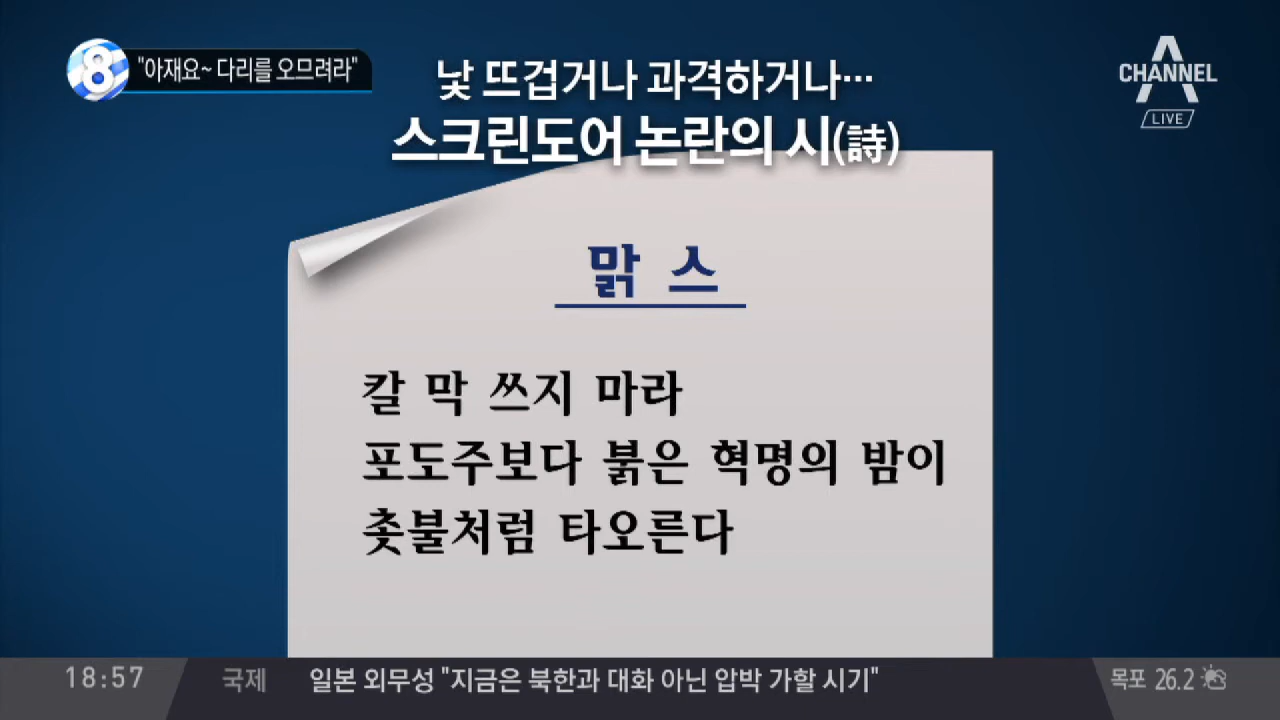 8 "아재요~ 다리를 오므려라"
낯 뜨겁거나 과격하거나…
스크린도어 논란의 시(詩)
CHANNEL A
LIVE
맑 스
칼 막 쓰지 마라
포도주보다 붉은 혁명의 밤이
촛불처럼 타오른다
18:57 국제 일본 외무성 "지금은 북한과 대화 아닌 압박 가할 시기" 목포 26.2